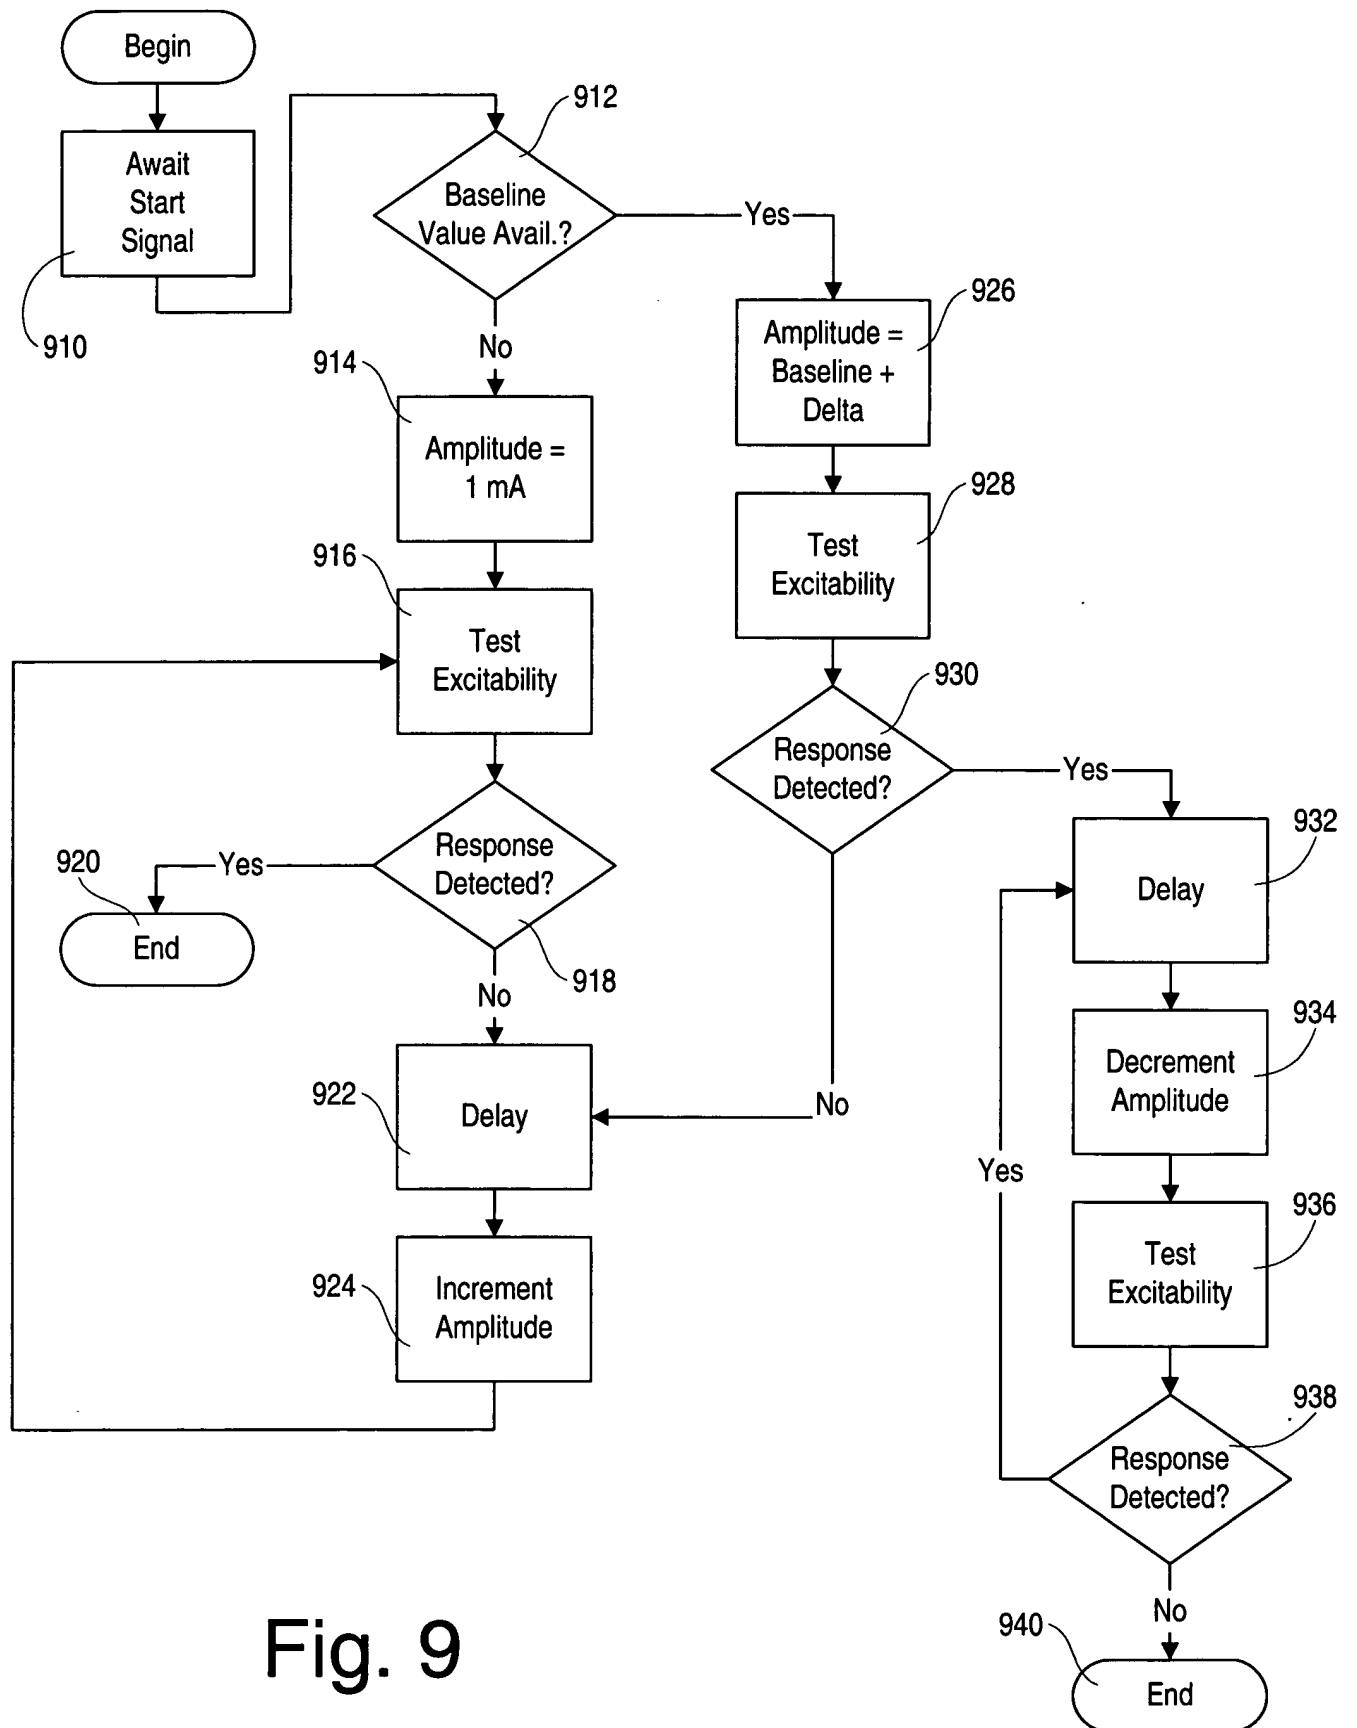 Begin
Await
Start
Signal
910
912
Baseline
Value Avail.?
Yes
No
914
Amplitude =
1 mA
916
Test
Excitability
Response
Detected?
918
Yes
920
End
No
922
Delay
924
Increment
Amplitude
926
Amplitude =
Baseline +
Delta
928
Test
Excitability
930
Response
Detected?
Yes
No
932
Delay
934
Decrement
Amplitude
936
Test
Excitability
938
Response
Detected?
Yes
No
940
End
Fig. 9